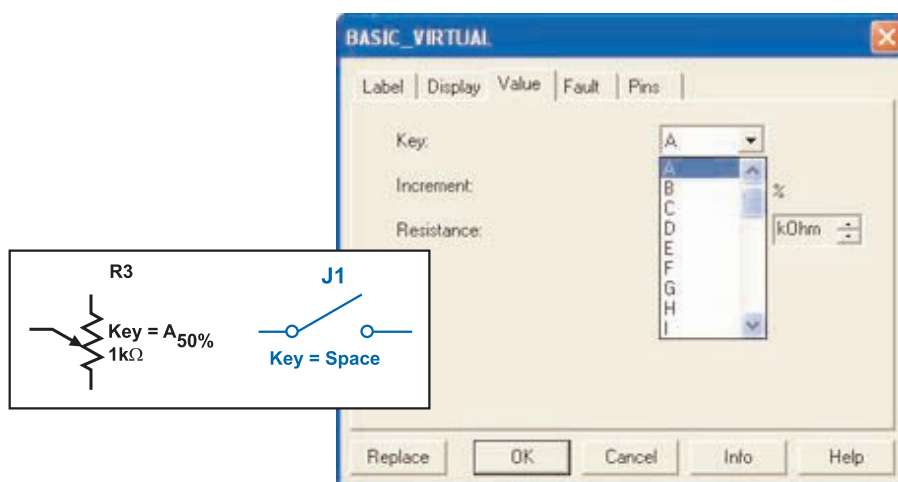 BASIC_VIRTUAL
Label Display Value Fault Pins
Key: A
A
B
C
D
E
F
G
H
I
Increment: %
Resistance: kOhm
R3
Key = A 50%
1kΩ
J1
Key = Space
Replace OK Cancel Info Help